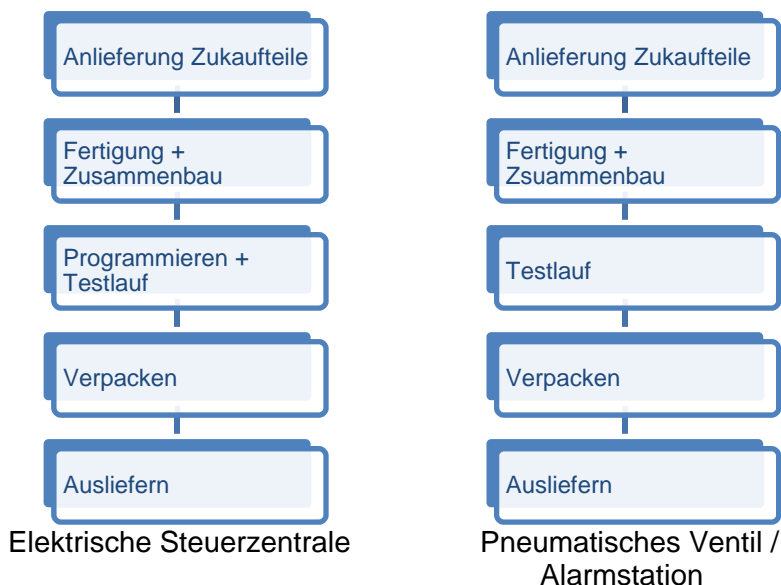 Anlieferung Zukaufteile
Fertigung +
Zusammenbau
Programmieren +
Testlauf
Verpacken
Ausliefern
Elektrische Steuerzentrale
Anlieferung Zukaufteile
Fertigung +
Zsuammenbau
Testlauf
Verpacken
Ausliefern
Pneumatisches Ventil /
Alarmstation